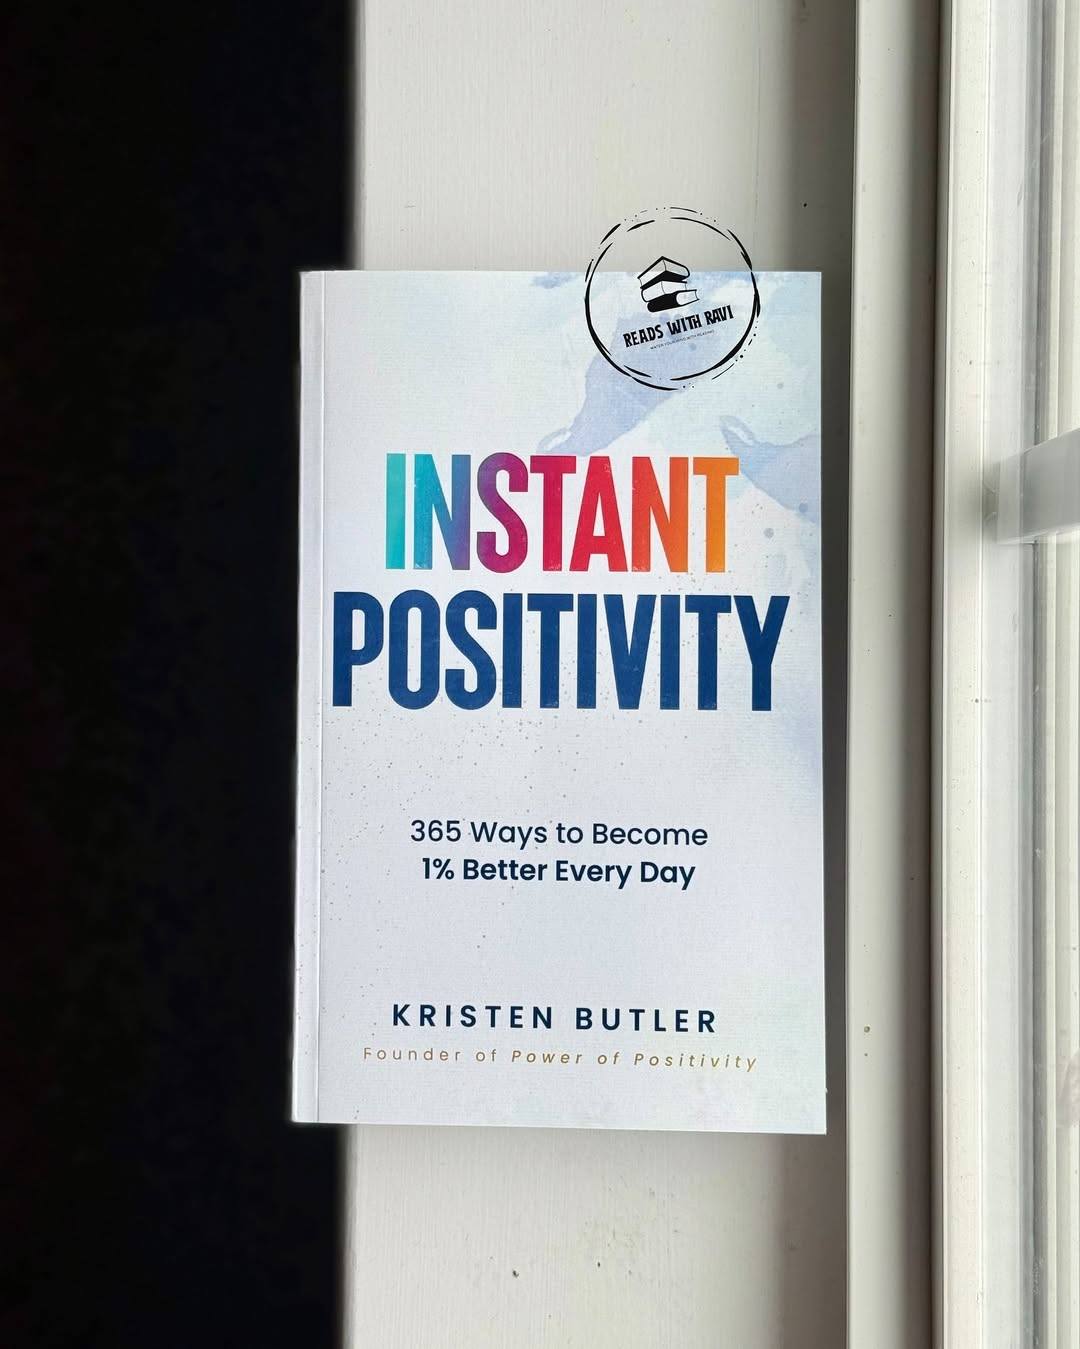 READS WITH RAVI
INSTANT
POSITIVITY
365 Ways to Become
1% Better Every Day
KRISTEN BUTLER
Founder of Power of Positivity